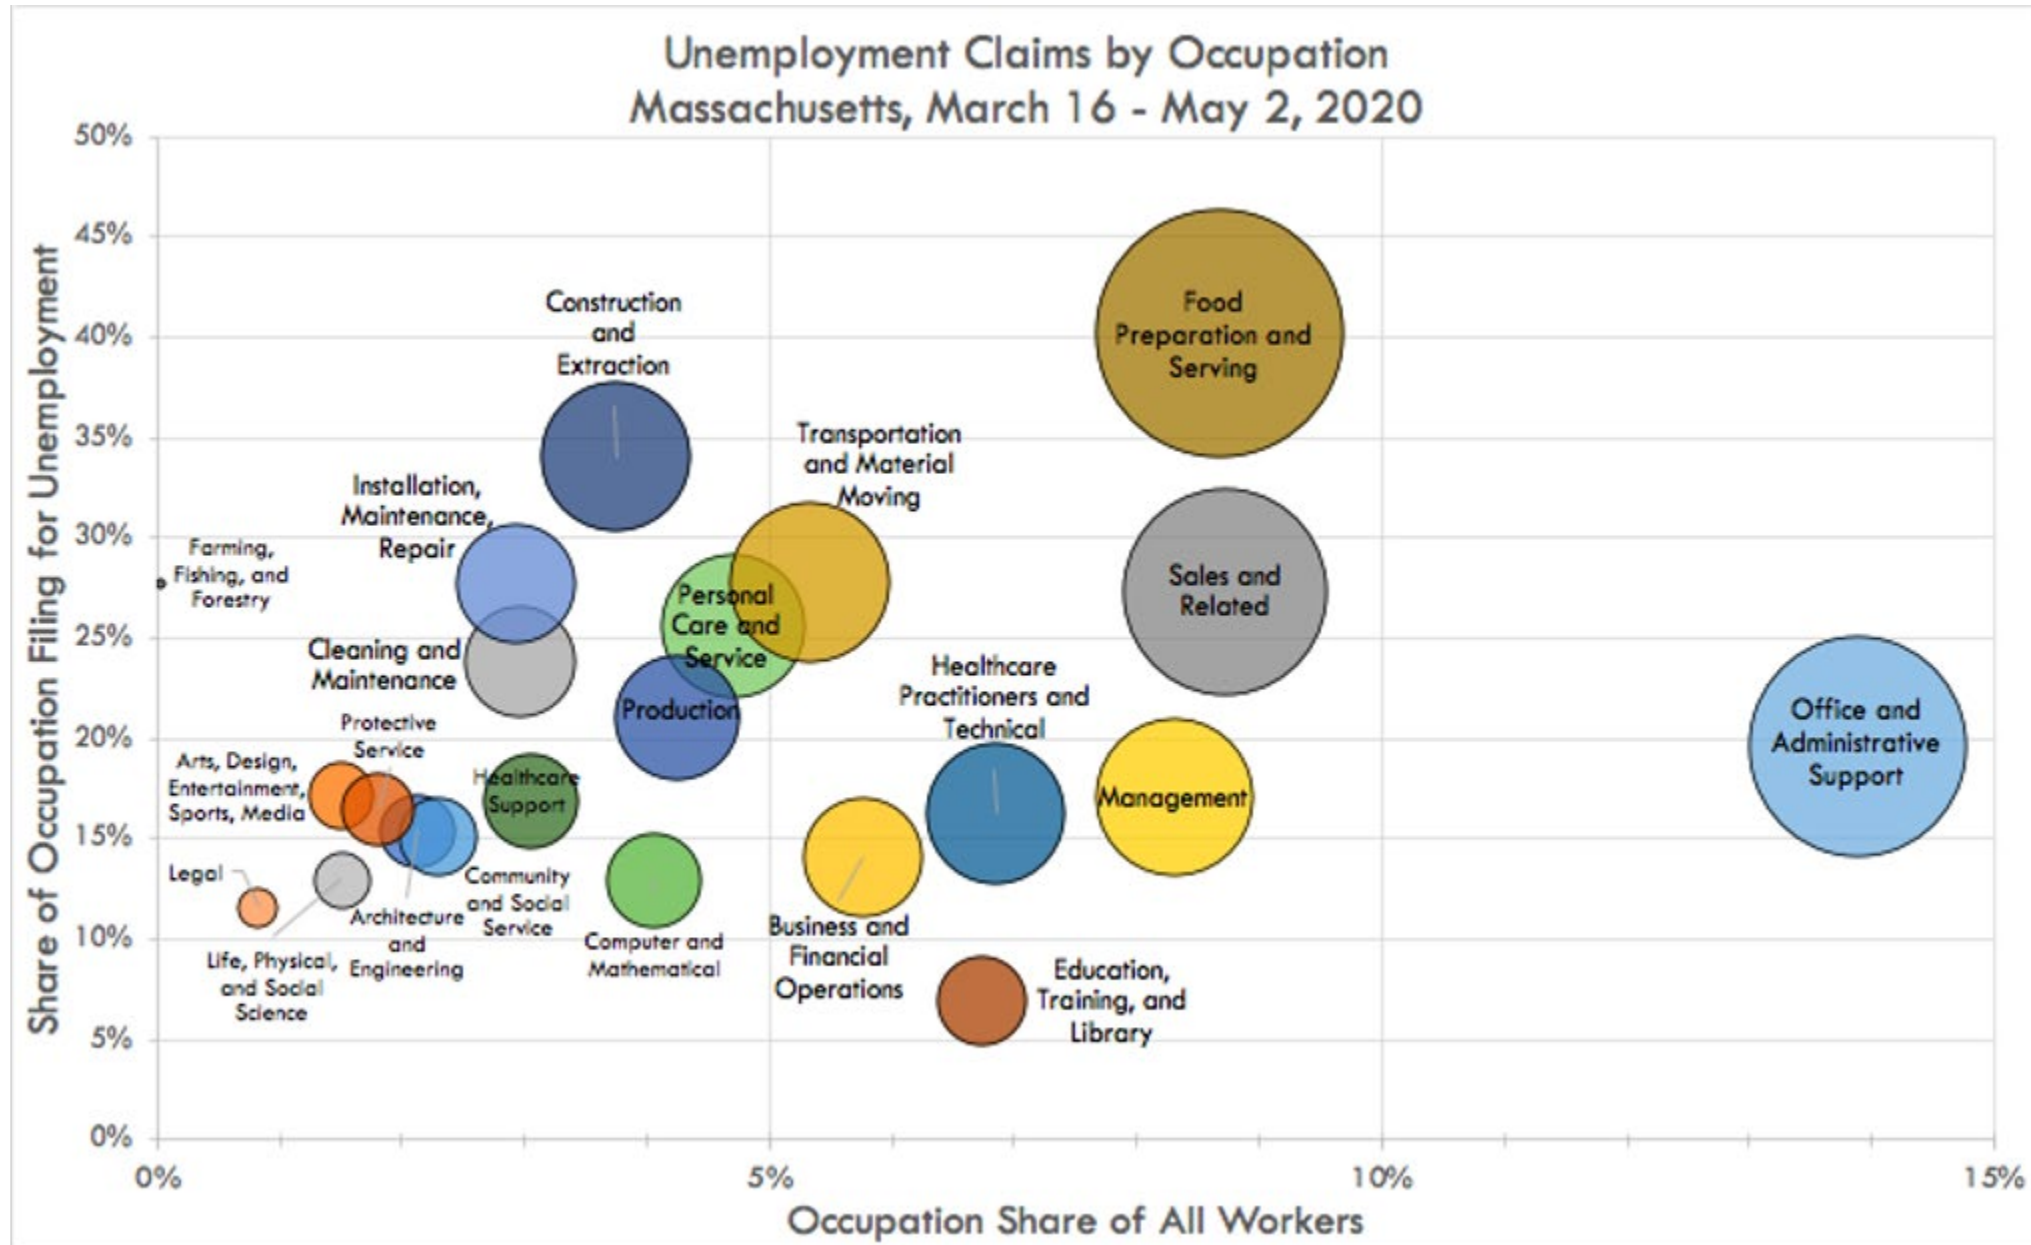 Unemployment Claims by Occupation
Massachusetts, March 16 - May 2, 2020
Share of Occupation Filing for Unemployment
50%
45%
40%
35%
30%
25%
20%
15%
10%
5%
0%
Food
Preparation and
Serving
Construction
and
Extraction
Transportation
and Material
Moving
Installation,
Maintenance,
Repair
Farming,
Fishing, and
Forestry
Sales and
Related
Personal
Care and
Service
Cleaning and
Maintenance
Healthcare
Practitioners and
Technical
Production
Office and
Administrative
Support
Protective
Service
Arts, Design,
Entertainment,
Sports, Media
Healthcare
Support
Management
Legal
Community
and Social
Service
Architecture
and
Engineering
Life, Physical,
and Social
Science
Computer and
Mathematical
Business and
Financial
Operations
Education,
Training, and
Library
0%
5%
10%
15%
Occupation Share of All Workers